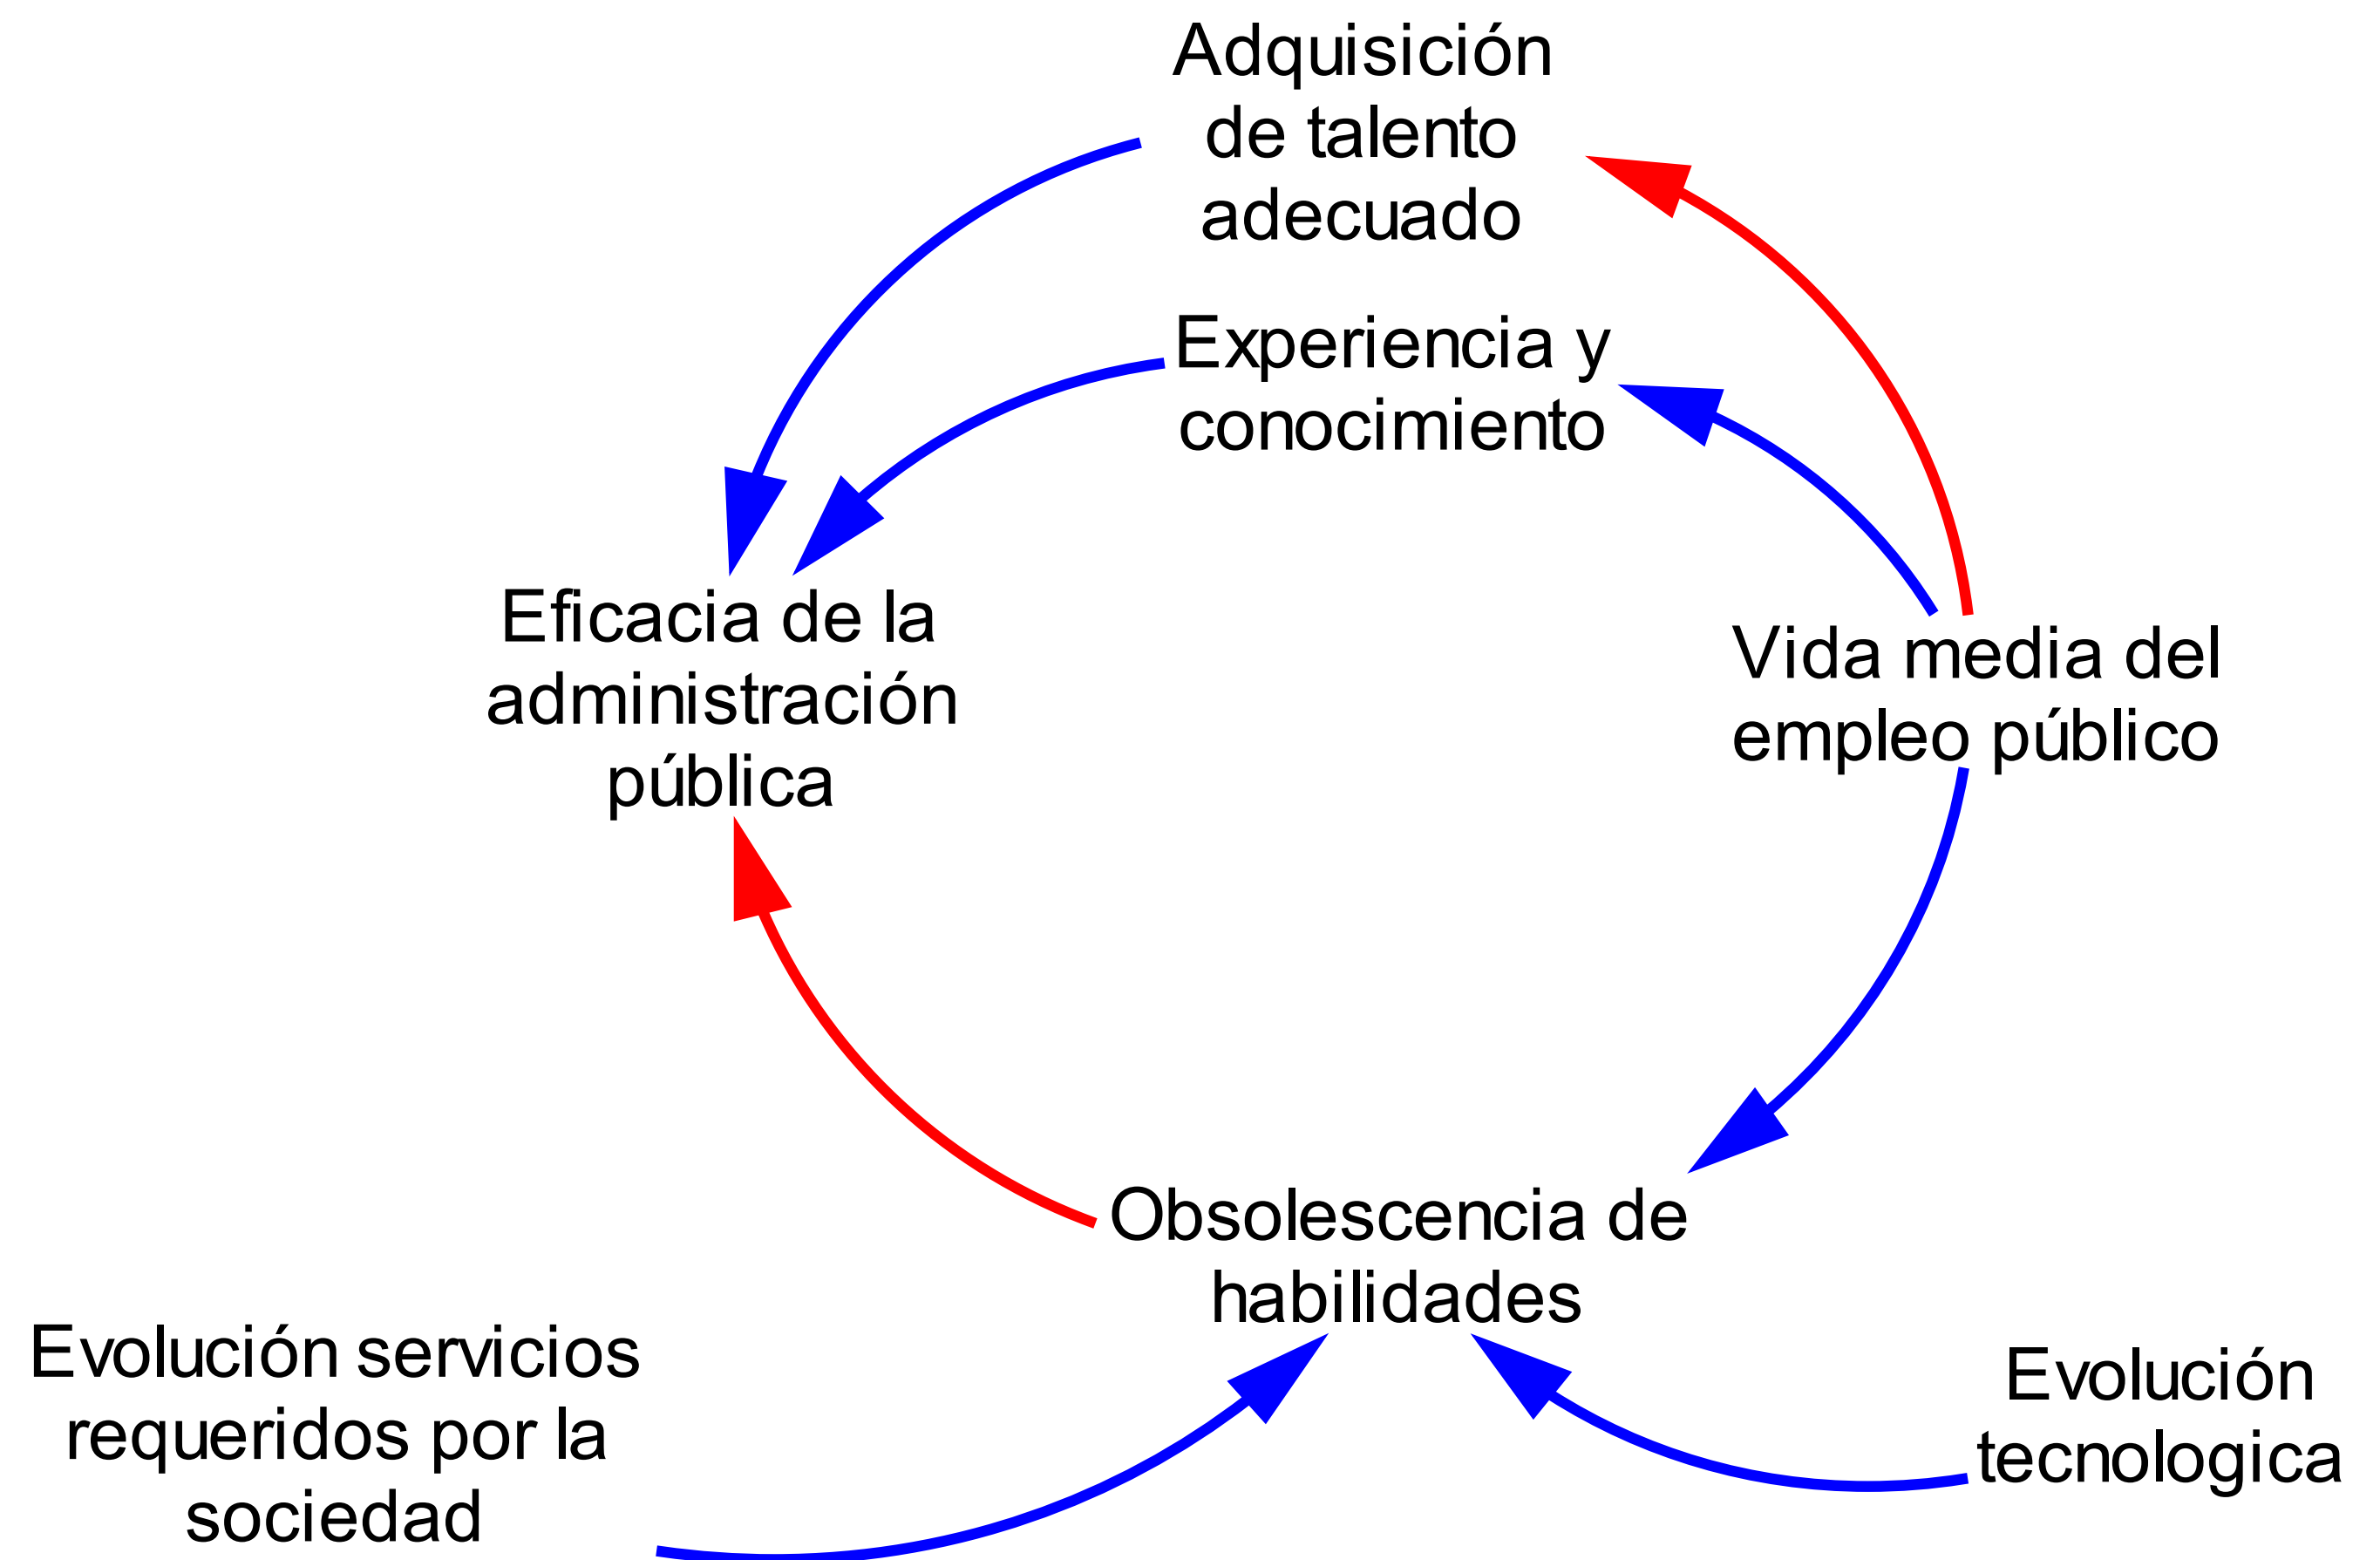 Adquisición
de talento
adecuado
Experiencia y
conocimiento
Eficacia de la
administración
pública
Vida media del
empleo público
Obsolescencia de
habilidades
Evolución servicios
requeridos por la
sociedad
Evolución
tecnologica